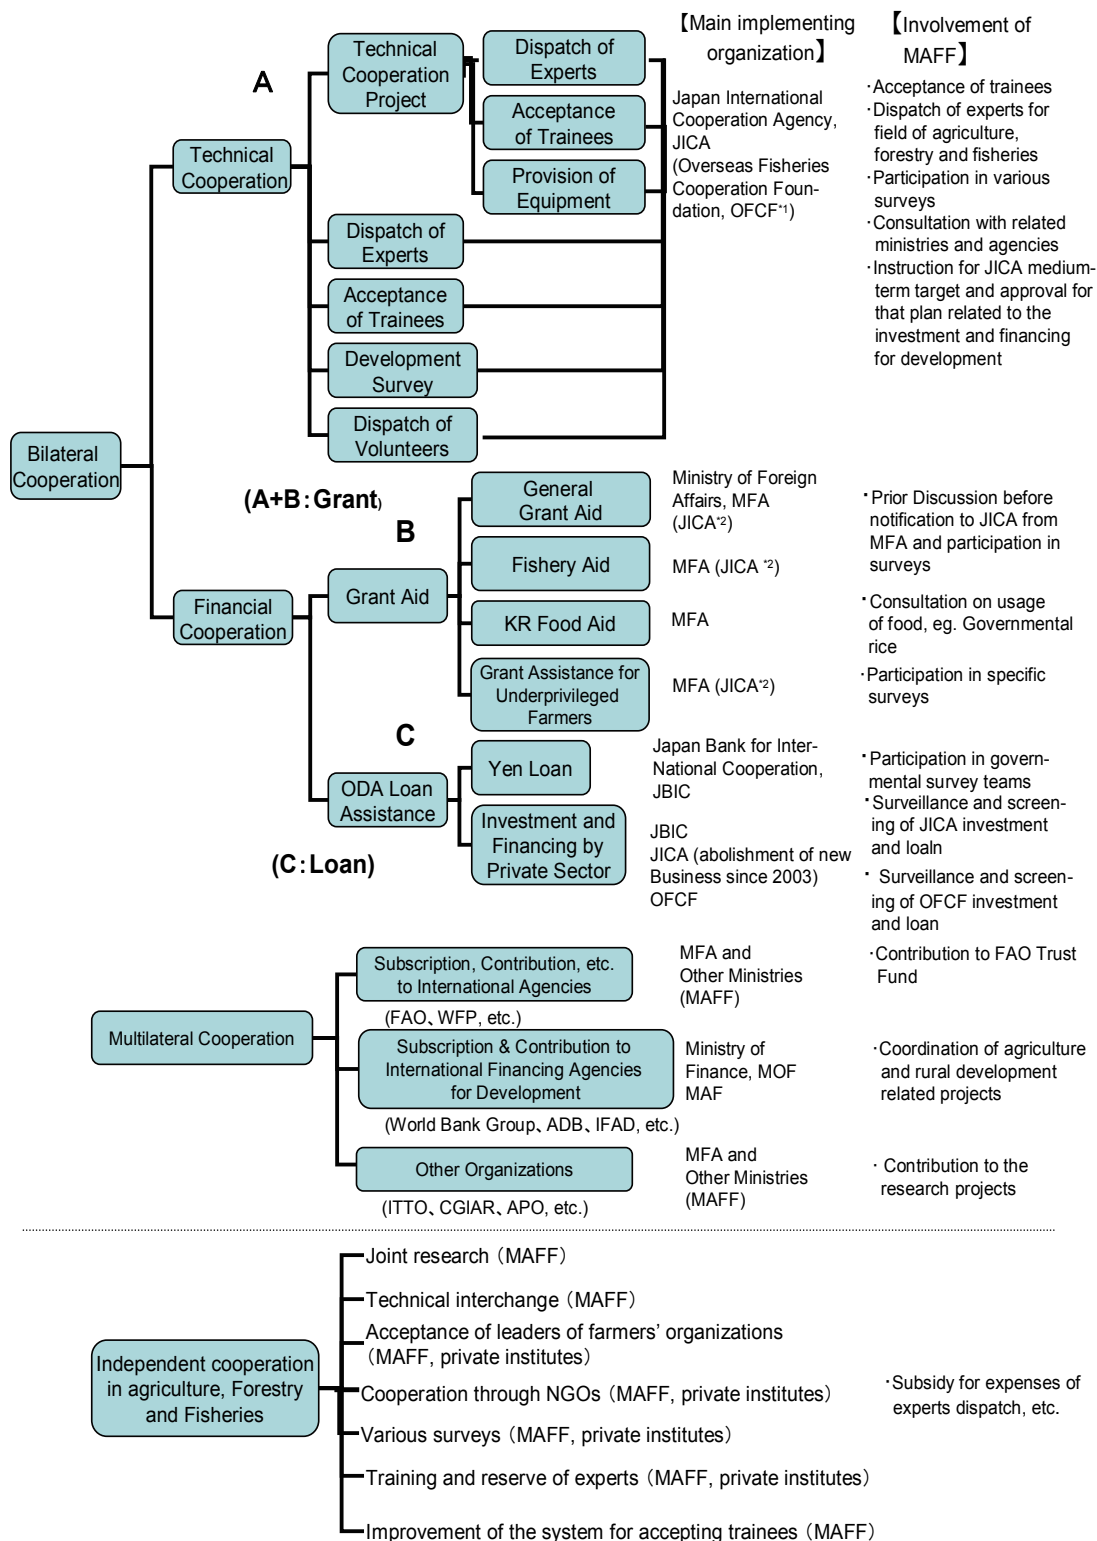 【Main implementing
organization】
【Involvement of
MAFF】
A
Technical
Cooperation
Project
Dispatch of
Experts
Acceptance
of Trainees
Provision of
Equipment
Japan International
Cooperation Agency,
JICA
(Overseas Fisheries
Cooperation Foun-
dation, OFCF*1)
·Acceptance of trainees
·Dispatch of experts for
field of agriculture,
forestry and fisheries
·Participation in various
surveys
·Consultation with related
ministries and agencies
·Instruction for JICA medium-
term target and approval for
that plan related to the
investment and financing
for development
Technical
Cooperation
Dispatch of
Experts
Acceptance
of Trainees
Development
Survey
Dispatch of
Volunteers
Bilateral
Cooperation
(A+B:Grant)
B
General
Grant Aid
Ministry of Foreign
Affairs, MFA
(JICA*2)
·Prior Discussion before
notification to JICA from
MFA and participation in
surveys
Fishery Aid
MFA (JICA *2)
Financial
Cooperation
Grant Aid
KR Food Aid
MFA
·Consultation on usage
of food, eg. Governmental
rice
Grant Assistance for
Underprivileged
Farmers
MFA (JICA*2)
·Participation in specific
surveys
C
ODA Loan
Assistance
Yen Loan
Japan Bank for Inter-
National Cooperation,
JBIC
·Participation in govern-
mental survey teams
·Surveillance and screen-
ing of JICA investment
and loaln
Investment and
Financing by
Private Sector
JBIC
JICA (abolishment of new
Business since 2003)
OFCF
·Surveillance and screen-
ing of OFCF investment
and loan
(C:Loan)
Multilateral Cooperation
Subscription, Contribution, etc.
to International Agencies
(FAO、WFP, etc.)
MFA and
Other Ministries
(MAFF)
·Contribution to FAO Trust
Fund
Subscription & Contribution to
International Financing Agencies
for Development
(World Bank Group、ADB、IFAD, etc.)
Ministry of
Finance, MOF
MAF
·Coordination of agriculture
and rural development
related projects
Other Organizations
(ITTO、CGIAR、APO, etc.)
MFA and
Other Ministries
(MAFF)
·Contribution to the
research projects
Independent cooperation
in agriculture, Forestry
and Fisheries
Joint research（MAFF）
Technical interchange（MAFF）
Acceptance of leaders of farmers' organizations
（MAFF, private institutes）
Cooperation through NGOs（MAFF, private institutes）
·Subsidy for expenses of
experts dispatch, etc.
Various surveys（MAFF, private institutes）
Training and reserve of experts（MAFF, private institutes）
Improvement of the system for accepting trainees（MAFF）